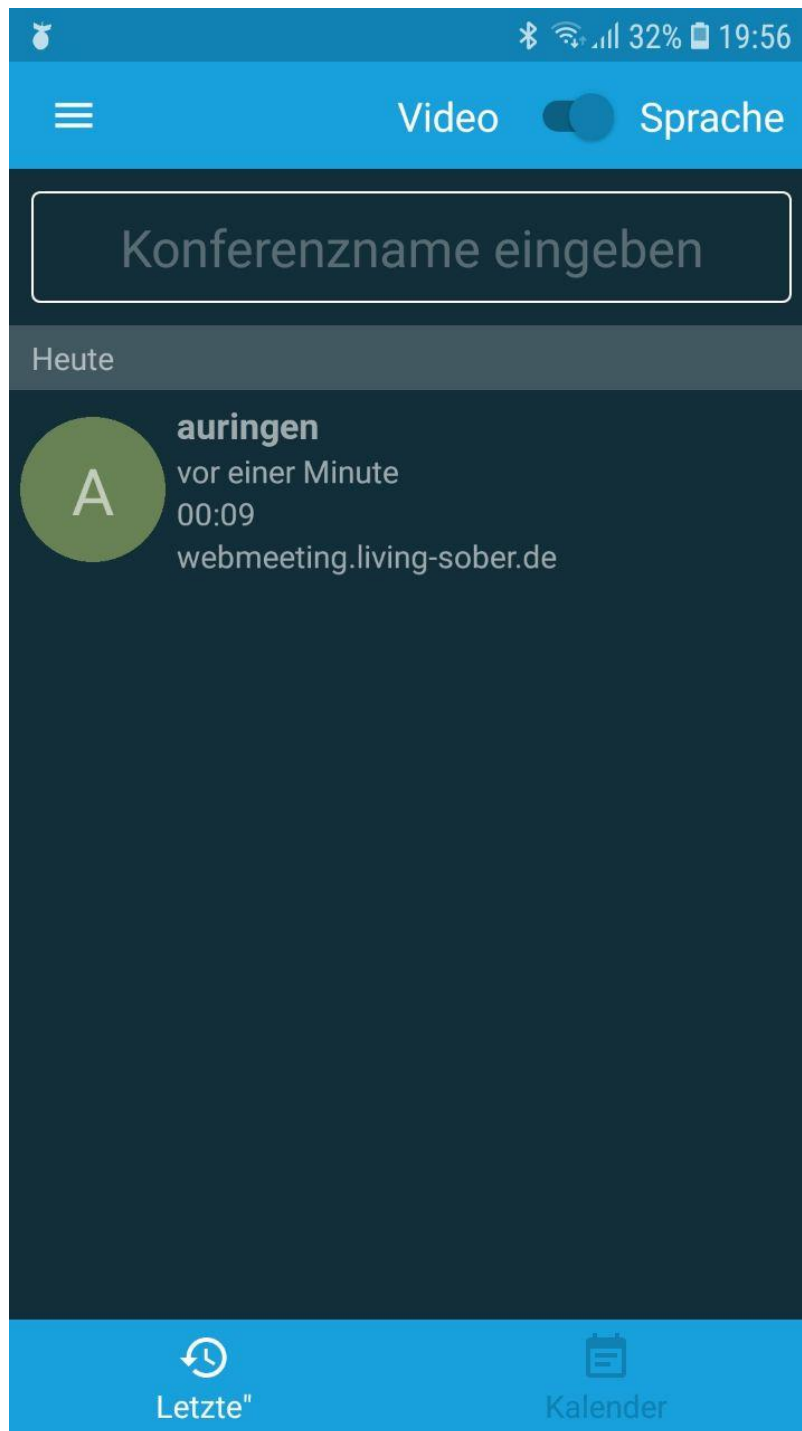 32% 19:56
Video Sprache
Konferenzname eingeben
Heute
A
auringen
vor einer Minute
00:09
webmeeting.living-sober.de
Letzte" Kalender